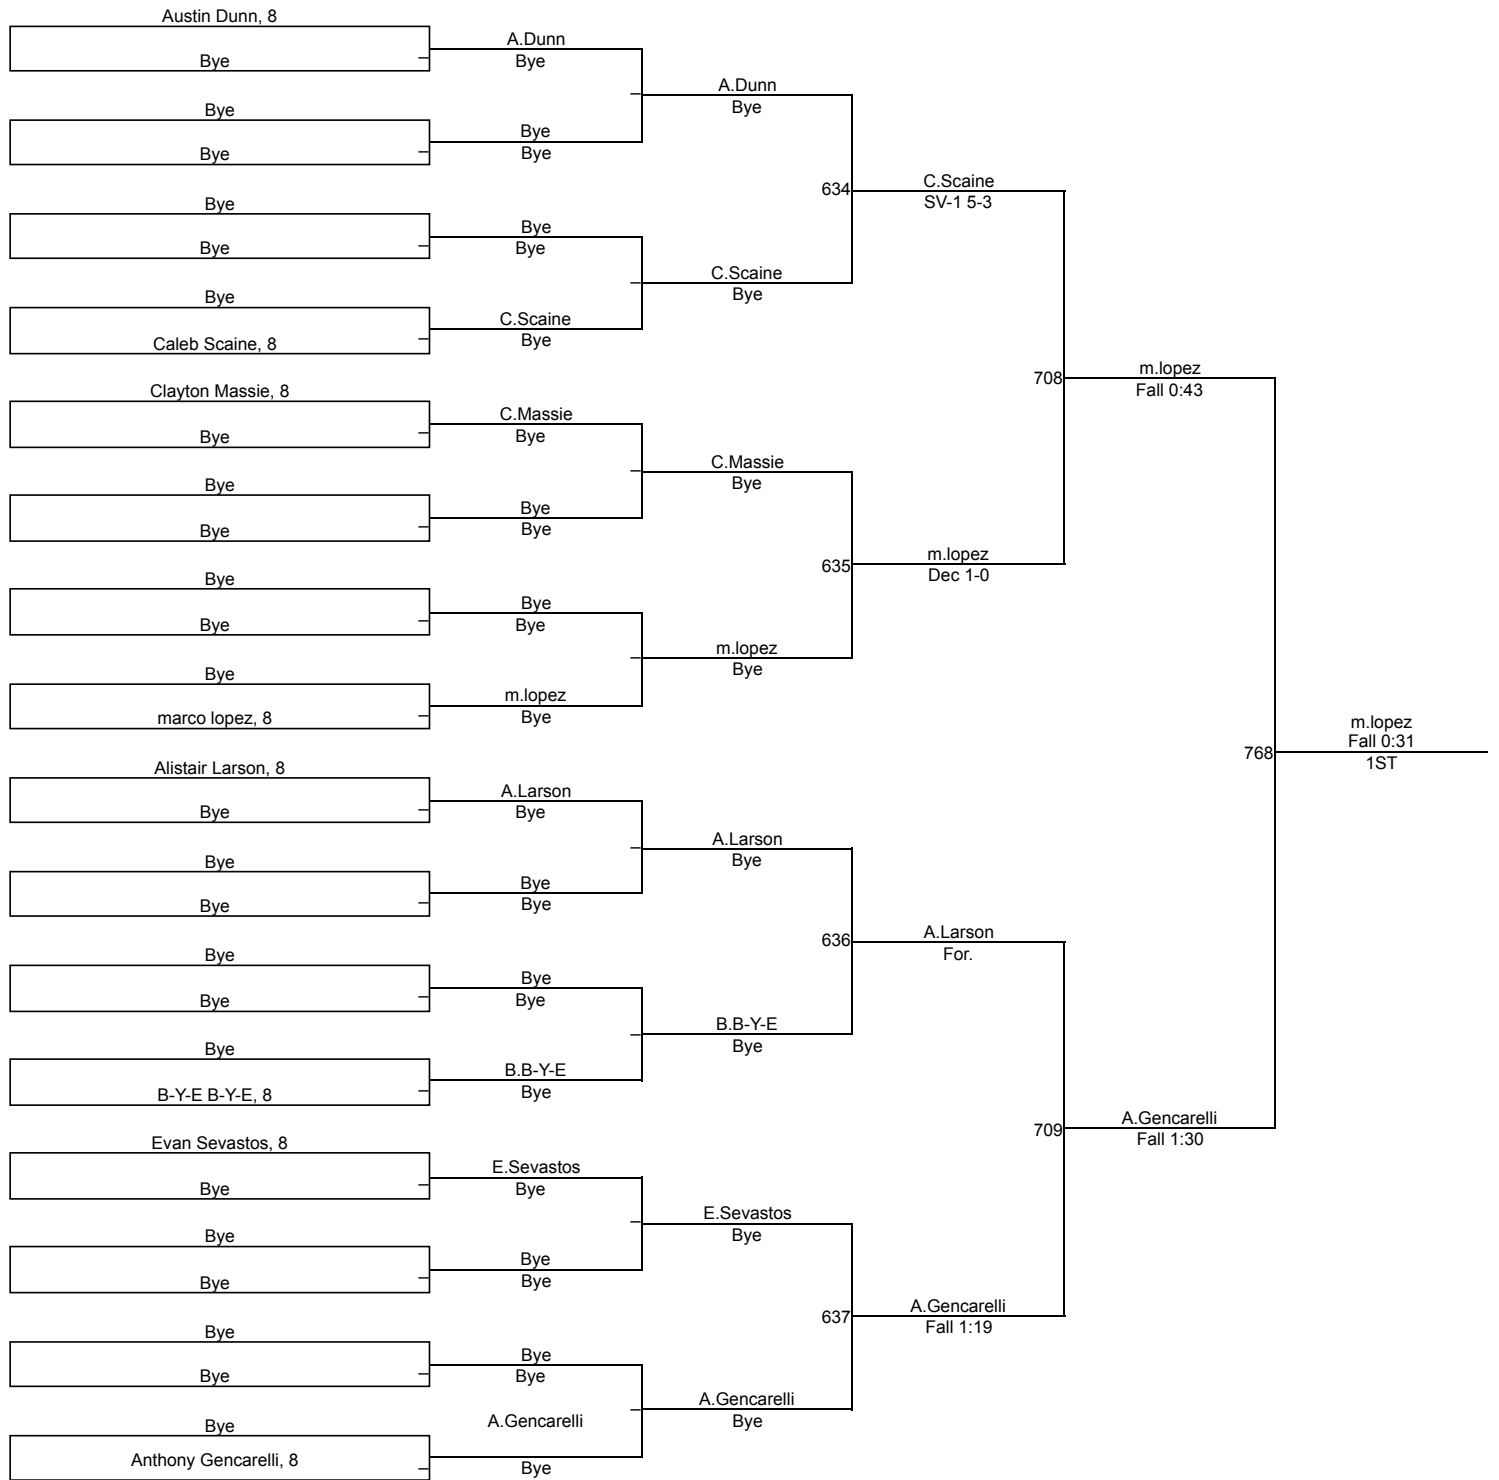 Austin Dunn, 8
Bye
Bye
Bye
Bye
Bye
Bye
Caleb Scaine, 8
Clayton Massie, 8
Bye
Bye
Bye
Bye
Bye
Bye
marco lopez, 8
Alistair Larson, 8
Bye
Bye
Bye
Bye
Bye
Bye
B-Y-E B-Y-E, 8
Evan Sevastos, 8
Bye
Bye
Bye
Bye
Bye
Bye
Anthony Gencarelli, 8
A.Dunn
Bye
Bye
Bye
Bye
Bye
C.Scaine
Bye
C.Massie
Bye
Bye
Bye
Bye
Bye
m.lopez
Bye
A.Larson
Bye
Bye
Bye
Bye
Bye
B.B-Y-E
Bye
E.Sevastos
Bye
Bye
Bye
Bye
Bye
A.Gencarelli
Bye
A.Dunn
Bye
C.Scaine
Bye
C.Massie
Bye
m.lopez
Bye
A.Larson
Bye
B.B-Y-E
Bye
E.Sevastos
Bye
A.Gencarelli
Bye
634
C.Scaine
SV-1 5-3
635
m.lopez
Dec 1-0
636
A.Larson
For.
637
A.Gencarelli
Fall 1:19
708
m.lopez
Fall 0:43
709
A.Gencarelli
Fall 1:30
768
m.lopez
Fall 0:31
1ST